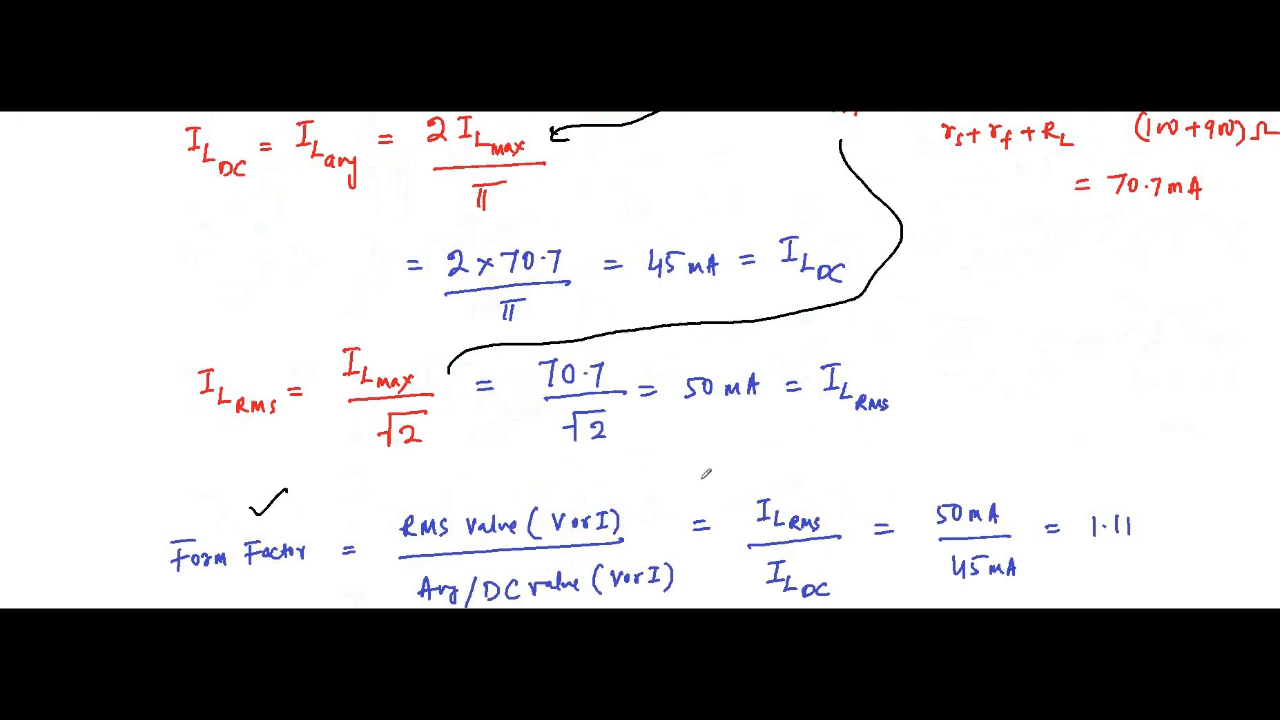 I_LDC = I_Lavg = 2 I_Lmax / π
r_s + r_f + R_L (100 + 900) Ω
= 70.7 mA
= 2 × 70.7 / π = 45 mA = I_LDC
I_LRMS = I_Lmax / √2 = 70.7 / √2 = 50 mA = I_LRMS
Form Factor = RMS value (V or I) / Avg/DC value (V or I) = I_LRMS / I_LDC = 50 mA / 45 mA = 1.11